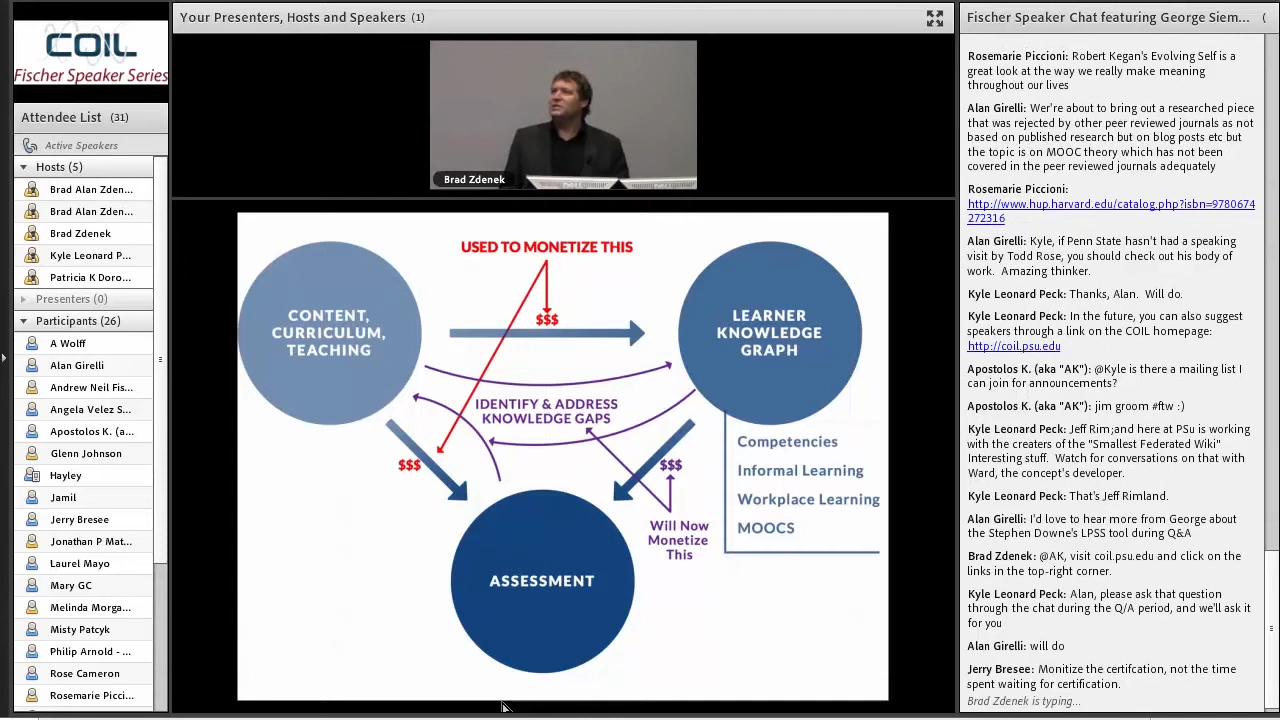 COIL
Fischer Speaker Series
Attendee List (31)
Active Speakers
Hosts (5)
Brad Alan Zden...
Brad Alan Zden...
Brad Zdenek
Kyle Leonard P...
Patricia K Doro...
Presenters (0)
Participants (26)
A Wolff
Alan Girelli
Andrew Neil Fis...
Angela Velez S...
Apostolos K. (a...
Glenn Johnson
Hayley
Jamil
Jerry Bresee
Jonathan P Mat...
Laurel Mayo
Mary GC
Melinda Morga...
Misty Patcyk
Philip Arnold - ...
Rose Cameron
Rosemarie Picci...
Your Presenters, Hosts and Speakers (1)
Brad Zdenek
USED TO MONETIZE THIS
CONTENT,
CURRICULUM,
TEACHING
$$$
LEARNER
KNOWLEDGE
GRAPH
IDENTIFY & ADDRESS
KNOWLEDGE GAPS
$$$
$$$
Competencies
Informal Learning
Workplace Learning
MOOCS
Will Now
Monetize
This
ASSESSMENT
Fischer Speaker Chat featuring George Siem... (
Rosemarie Piccioni: Robert Kegan's Evolving Self is a
great look at the way we really make meaning
throughout our lives
Alan Girelli: Wer're about to bring out a researched piece
that was rejected by other peer reviewed journals as not
based on published research but on blog posts etc but
the topic is on MOOC theory which has not been
covered in the peer reviewed journals adequately
Rosemarie Piccioni:
http://www.hup.harvard.edu/catalog.php?isbn=9780674
272316
Alan Girelli: Kyle, if Penn State hasn't had a speaking
visit by Todd Rose, you should check out his body of
work. Amazing thinker.
Kyle Leonard Peck: Thanks, Alan. Will do.
Kyle Leonard Peck: In the future, you can also suggest
speakers through a link on the COIL homepage:
http://coil.psu.edu
Apostolos K. (aka "AK"): @Kyle is there a mailing list I
can join for announcements?
Apostolos K. (aka "AK"): jim groom #ftw :)
Kyle Leonard Peck: Jeff Rim;and here at PSu is working
with the creators of the "Smallest Federated Wiki"
Interesting stuff. Watch for conversations on that with
Ward, the concept's developer.
Kyle Leonard Peck: That's Jeff Rimland.
Alan Girelli: I'd love to hear more from George about
the Stephen Downe's LPSS tool during Q&A
Brad Zdenek: @AK, visit coil.psu.edu and click on the
links in the top-right corner.
Kyle Leonard Peck: Alan, please ask that question
through the chat during the Q/A period, and we'll ask it
for you
Alan Girelli: will do
Jerry Bresee: Monitize the certifcation, not the time
spent waiting for certification.
Brad Zdenek is typing...